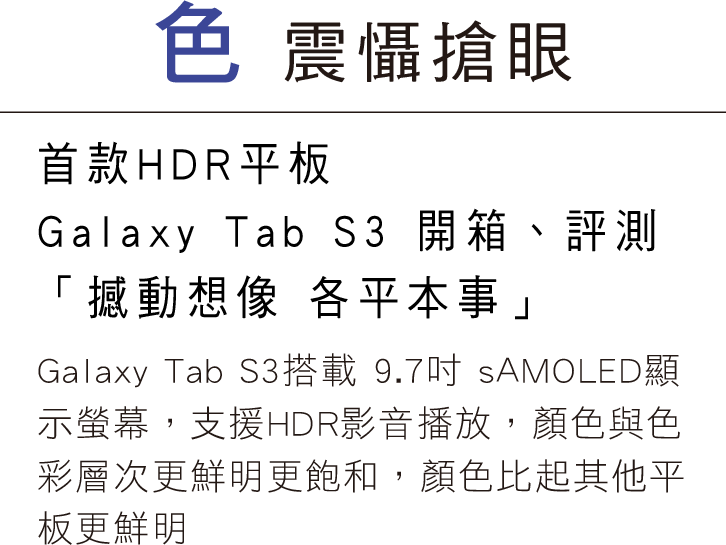 色 震懾搶眼
首款HDR平板
Galaxy Tab S3 開箱、評測
「撼動想像 各平本事」
Galaxy Tab S3搭載 9.7吋 sAMOLED顯
示螢幕，支援HDR影音播放，顏色與色
彩層次更鮮明更飽和，顏色比起其他平
板更鮮明